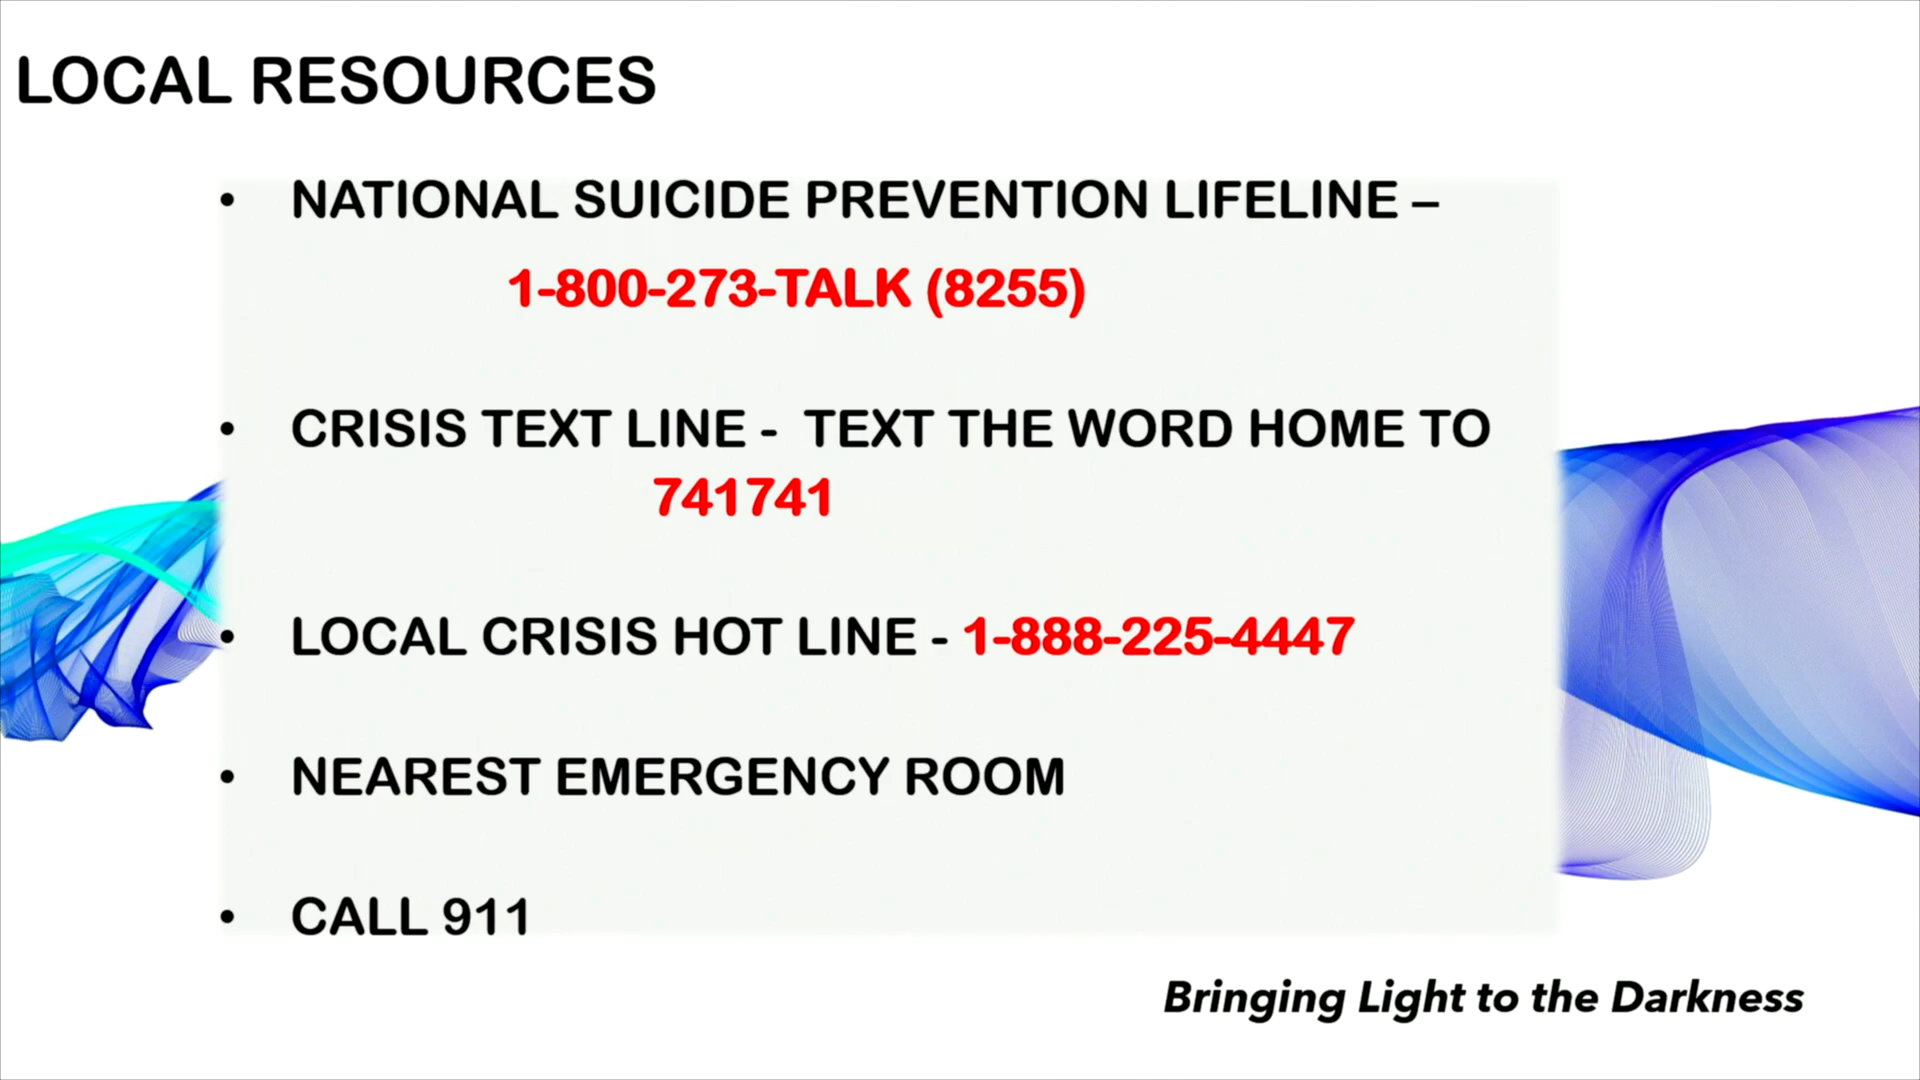 LOCAL RESOURCES
• NATIONAL SUICIDE PREVENTION LIFELINE –
1-800-273-TALK (8255)
• CRISIS TEXT LINE - TEXT THE WORD HOME TO
741741
• LOCAL CRISIS HOT LINE - 1-888-225-4447
• NEAREST EMERGENCY ROOM
• CALL 911
Bringing Light to the Darkness